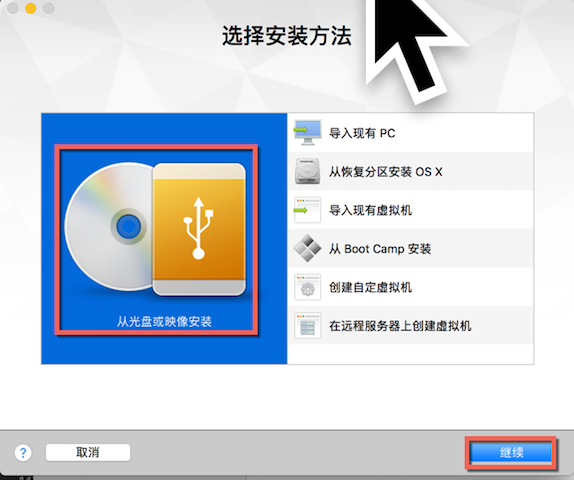 选择安装方法
从光盘或映像安装
导入现有 PC
从恢复分区安装 OS X
导入现有虚拟机
从 Boot Camp 安装
创建自定虚拟机
在远程服务器上创建虚拟机
?
取消
继续